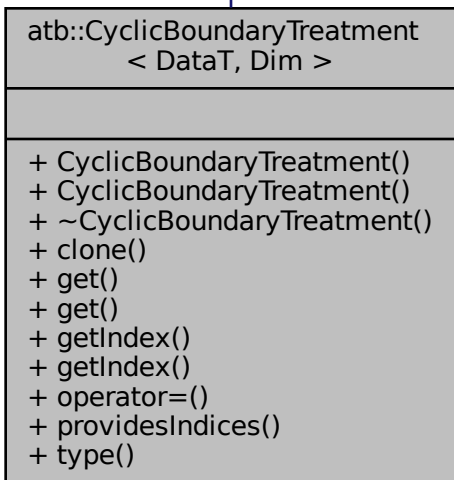 atb::CyclicBoundaryTreatment
< DataT, Dim >
+ CyclicBoundaryTreatment()
+ CyclicBoundaryTreatment()
+ ~CyclicBoundaryTreatment()
+ clone()
+ get()
+ get()
+ getIndex()
+ getIndex()
+ operator=()
+ providesIndices()
+ type()